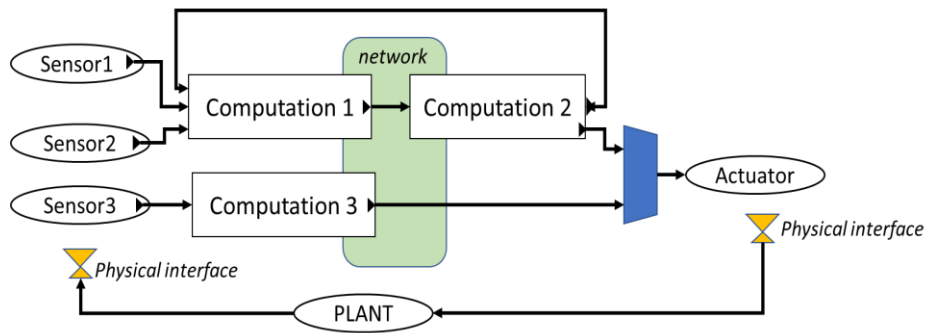 network
Sensor1
Computation 1
Computation 2
Sensor2
Actuator
Sensor3
Computation 3
Physical interface
Physical interface
PLANT